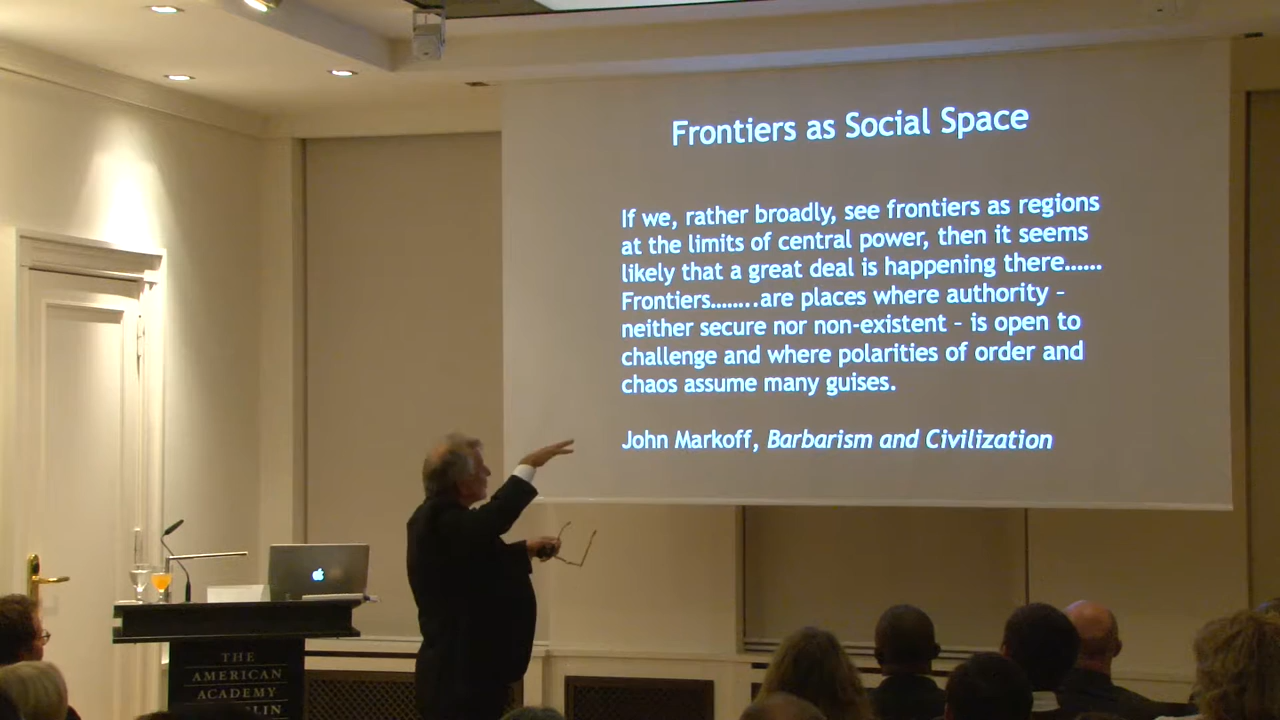 Frontiers as Social Space
If we, rather broadly, see frontiers as regions
at the limits of central power, then it seems
likely that a great deal is happening there......
Frontiers........are places where authority –
neither secure nor non-existent – is open to
challenge and where polarities of order and
chaos assume many guises.
John Markoff, Barbarism and Civilization
THE
AMERICAN
ACADEMY